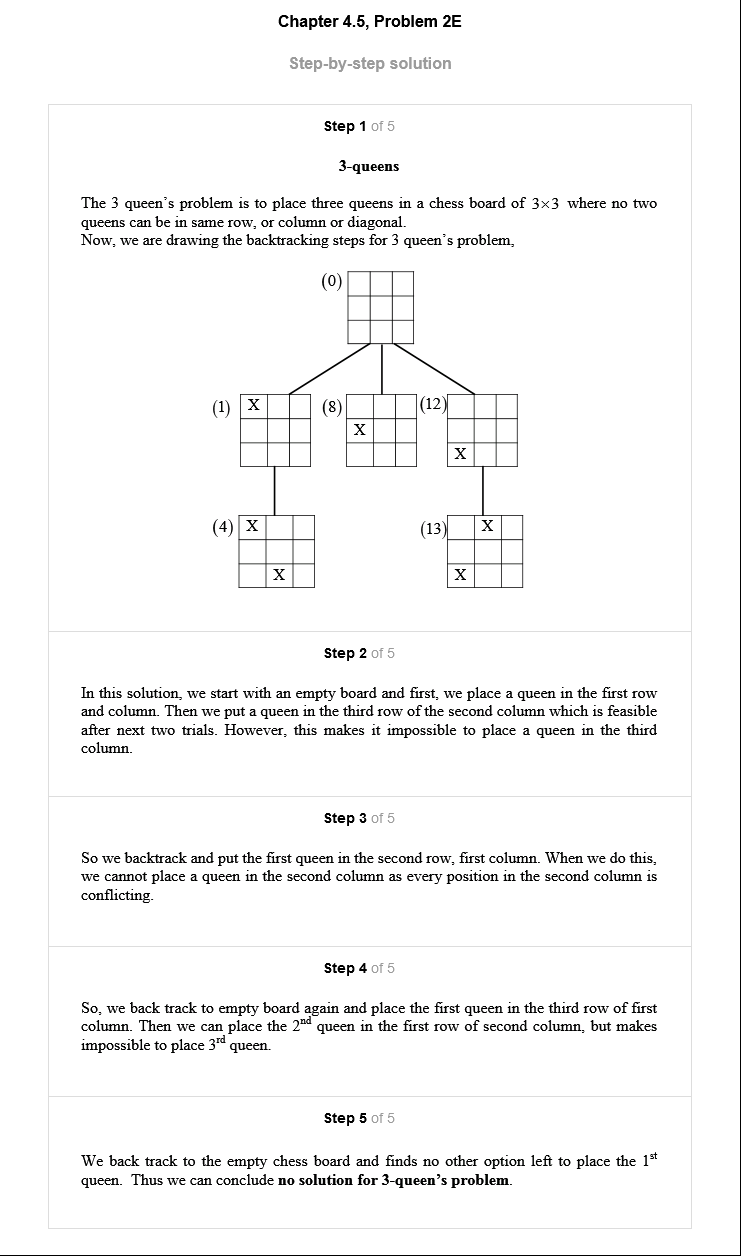 Chapter 4.5, Problem 2E
Step-by-step solution
Step 1 of 5
3-queens
The 3 queen's problem is to place three queens in a chess board of 3×3 where no two
queens can be in same row, or column or diagonal.
Now, we are drawing the backtracking steps for 3 queen's problem,
(0)
(1) X (8) (12)
X
X
(4) X (13) X
X X
Step 2 of 5
In this solution, we start with an empty board and first, we place a queen in the first row
and column. Then we put a queen in the third row of the second column which is feasible
after next two trials. However, this makes it impossible to place a queen in the third
column.
Step 3 of 5
So we backtrack and put the first queen in the second row, first column. When we do this,
we cannot place a queen in the second column as every position in the second column is
conflicting.
Step 4 of 5
So, we back track to empty board again and place the first queen in the third row of first
column. Then we can place the 2nd queen in the first row of second column, but makes
impossible to place 3rd queen.
Step 5 of 5
We back track to the empty chess board and finds no other option left to place the 1st
queen. Thus we can conclude no solution for 3-queen's problem.